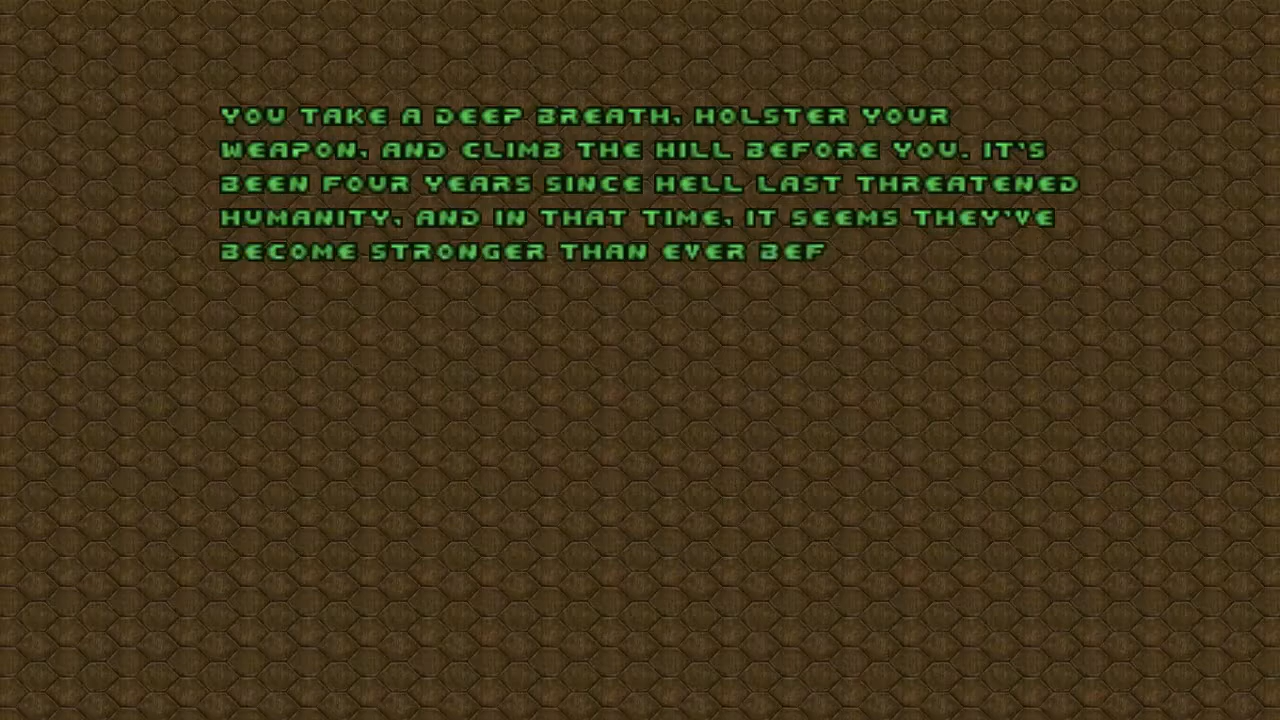 YOU TAKE A DEEP BREATH, HOLSTER YOUR
WEAPON, AND CLIMB THE HILL BEFORE YOU. IT'S
BEEN FOUR YEARS SINCE HELL LAST THREATENED
HUMANITY, AND IN THAT TIME, IT SEEMS THEY'VE
BECOME STRONGER THAN EVER BEF